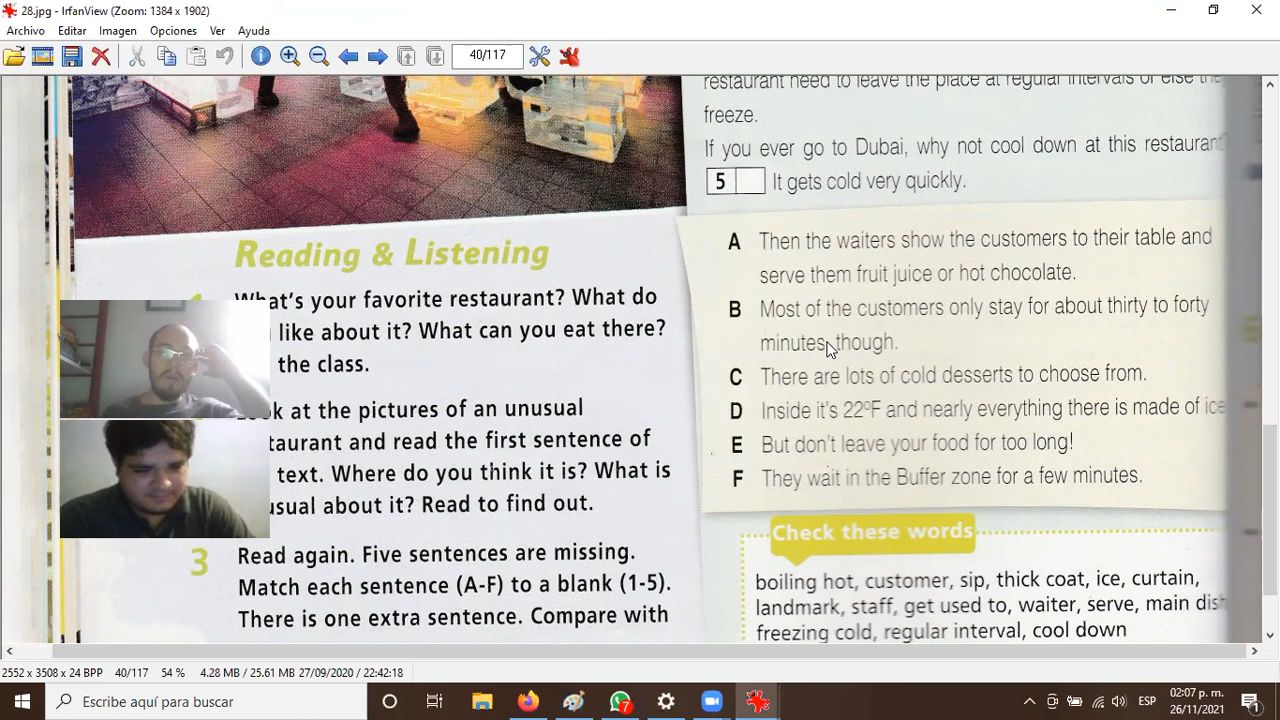 28.jpg - IrfanView (Zoom: 1384 x 1902)
Archivo Editar Imagen Opciones Ver Ayuda
40/117
restaurant need to leave the place at regular intervals or else
freeze.
If you ever go to Dubai, why not cool down at this restaurant
5 It gets cold very quickly.
A Then the waiters show the customers to their table and
serve them fruit juice or hot chocolate.
B Most of the customers only stay for about thirty to forty
minutes, though.
C There are lots of cold desserts to choose from.
D Inside it's 22ºF and nearly everything there is made of ice
E But don't leave your food for too long!
F They wait in the Buffer zone for a few minutes.
Check these words
boiling hot, customer, sip, thick coat, ice, curtain,
landmark, staff, get used to, waiter, serve, main dish
freezing cold, regular interval, cool down
Reading & Listening
What's your favorite restaurant? What do
like about it? What can you eat there?
the class.
at the pictures of an unusual
and read the first sentence of
text. Where do you think it is? What is
about it? Read to find out.
3 Read again. Five sentences are missing.
Match each sentence (A-F) to a blank (1-5).
There is one extra sentence. Compare with
2552 x 3508 x 24 BPP 40/117 54 % 4.28 MB / 25.61 MB 27/09/2020 / 22:42:18
Escribe aquí para buscar
7
ESP
02:07 p. m.
26/11/2021
1